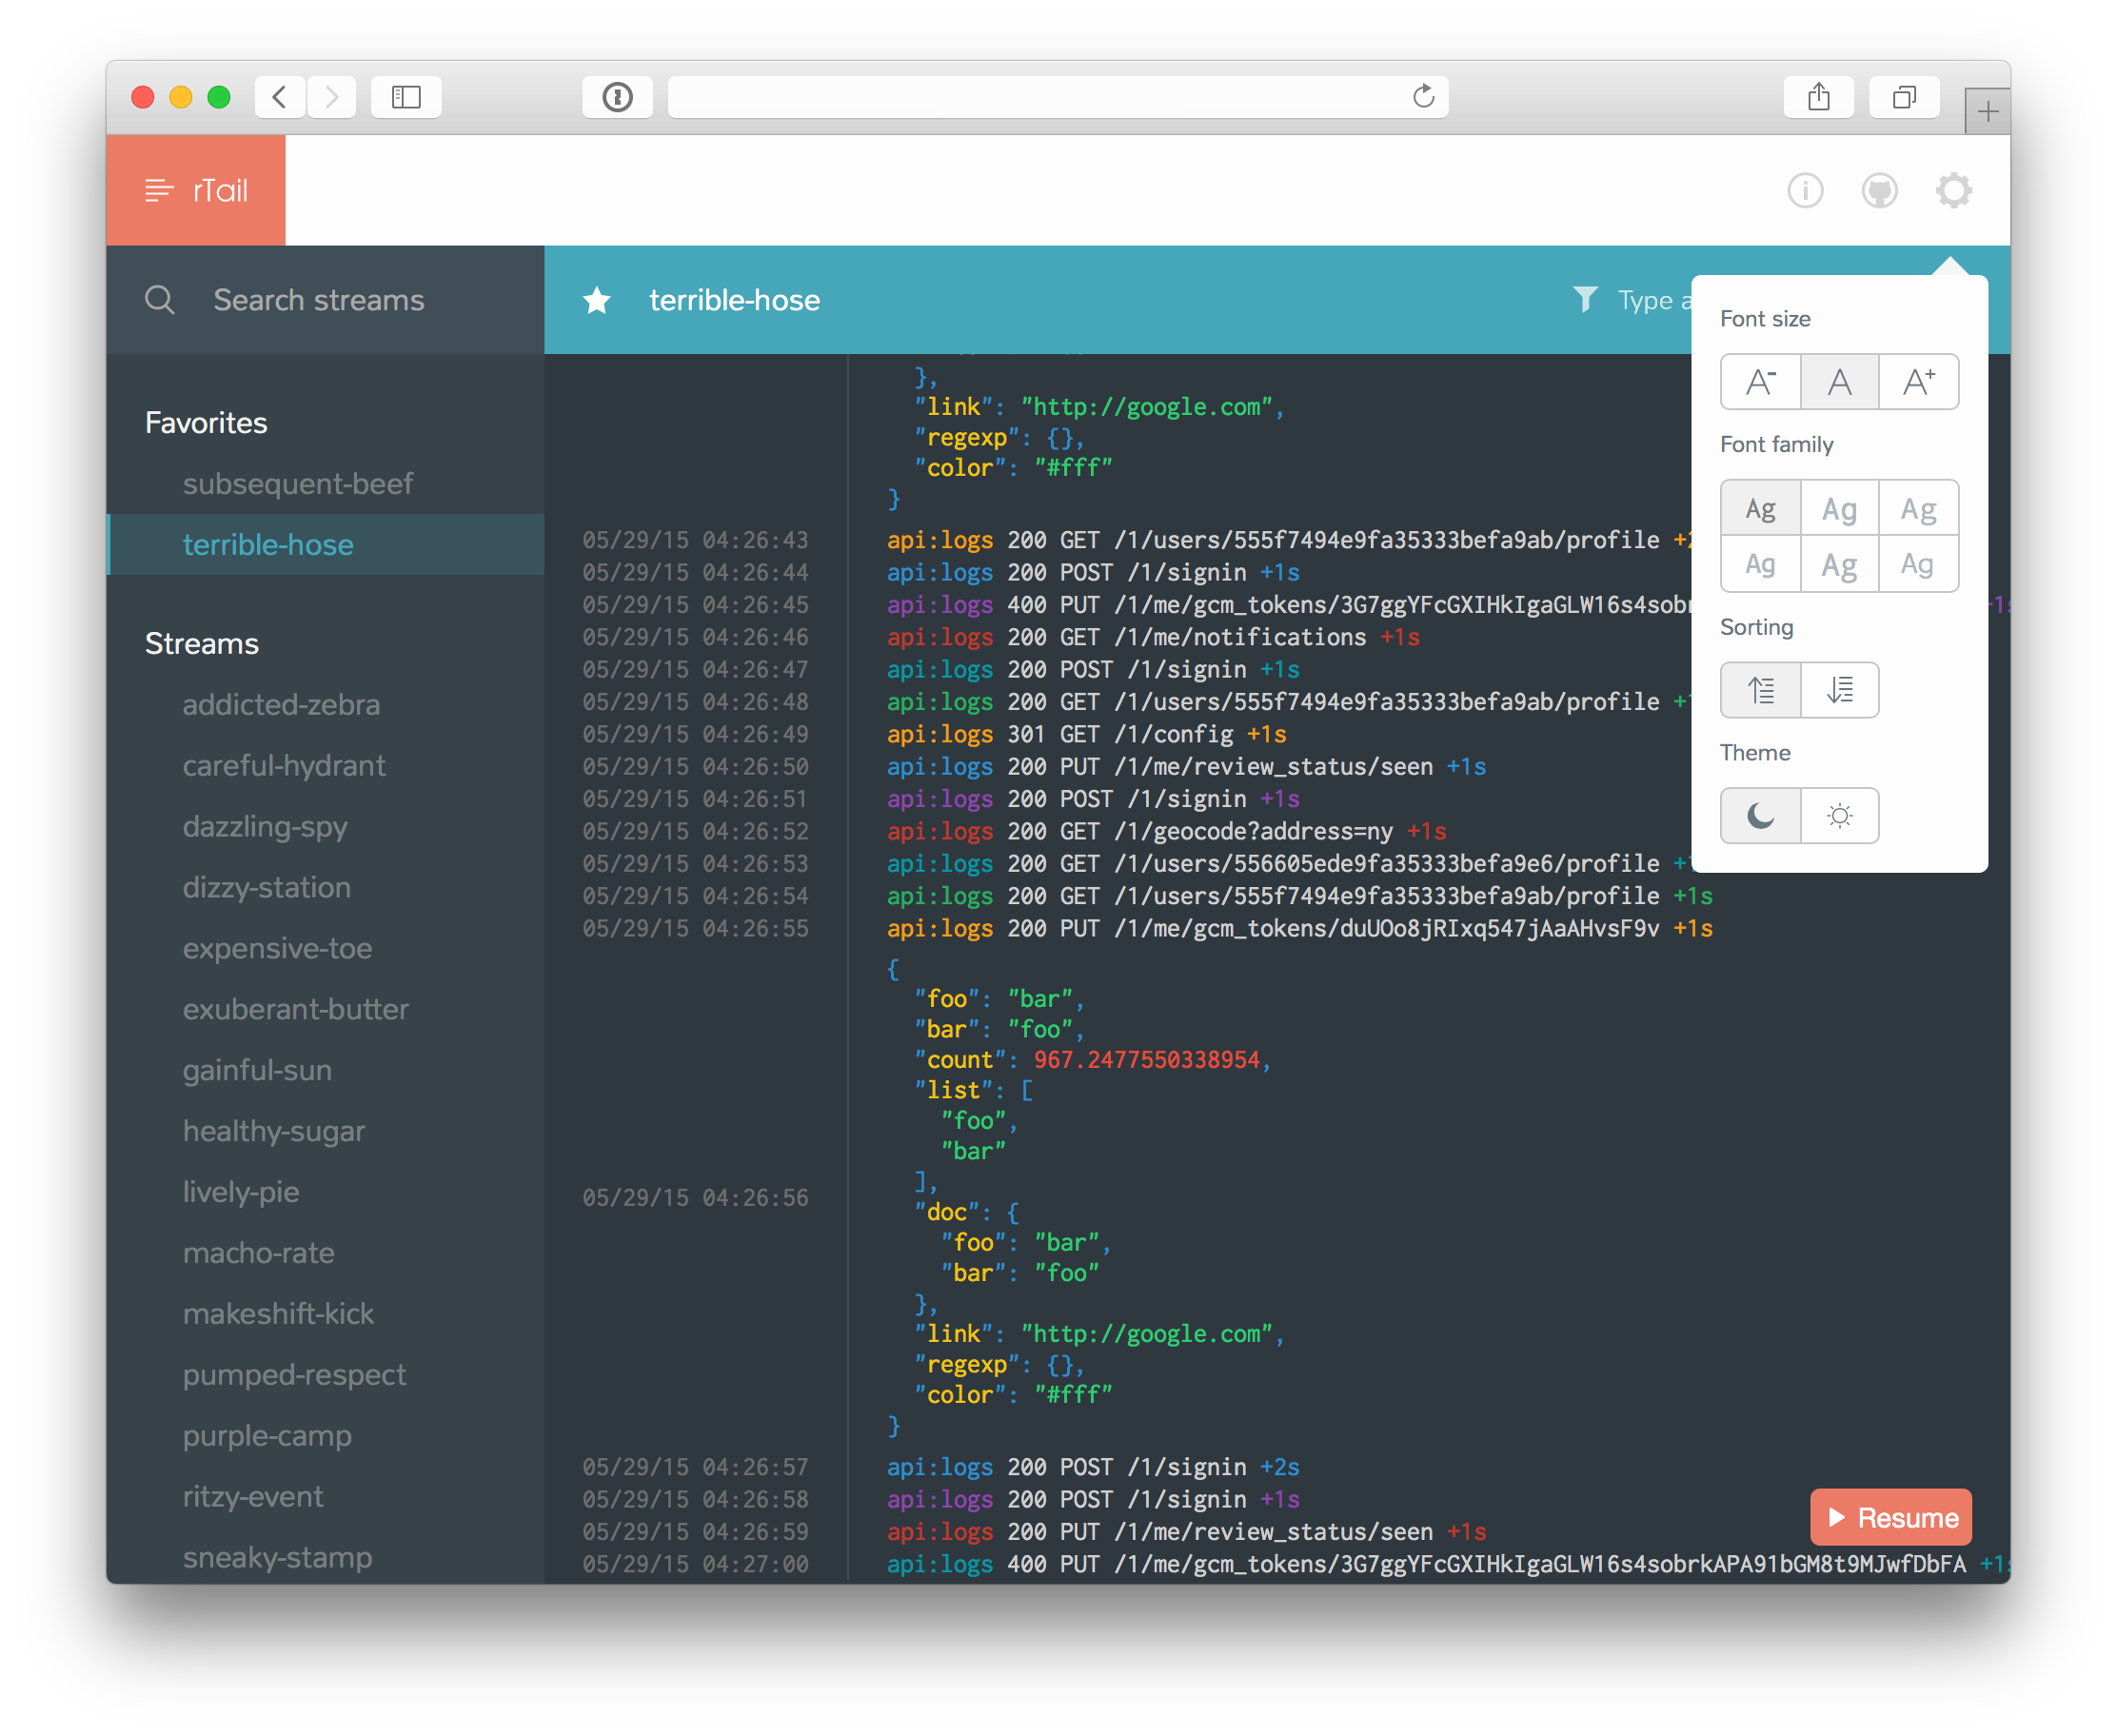 rTail
Search streams
terrible-hose
Type a
Favorites
subsequent-beef
terrible-hose
Streams
addicted-zebra
careful-hydrant
dazzling-spy
dizzy-station
expensive-toe
exuberant-butter
gainful-sun
healthy-sugar
lively-pie
macho-rate
makeshift-kick
pumped-respect
purple-camp
ritzy-event
sneaky-stamp
},
"link": "http://google.com",
"regexp": {},
"color": "#fff"
}
05/29/15 04:26:43 api:logs 200 GET /1/users/555f7494e9fa35333befa9ab/profile +2
05/29/15 04:26:44 api:logs 200 POST /1/signin +1s
05/29/15 04:26:45 api:logs 400 PUT /1/me/gcm_tokens/3G7ggYFcGXIHkIgaGLW16s4sobr +1s
05/29/15 04:26:46 api:logs 200 GET /1/me/notifications +1s
05/29/15 04:26:47 api:logs 200 POST /1/signin +1s
05/29/15 04:26:48 api:logs 200 GET /1/users/555f7494e9fa35333befa9ab/profile +1
05/29/15 04:26:49 api:logs 301 GET /1/config +1s
05/29/15 04:26:50 api:logs 200 PUT /1/me/review_status/seen +1s
05/29/15 04:26:51 api:logs 200 POST /1/signin +1s
05/29/15 04:26:52 api:logs 200 GET /1/geocode?address=ny +1s
05/29/15 04:26:53 api:logs 200 GET /1/users/556605ede9fa35333befa9e6/profile +1
05/29/15 04:26:54 api:logs 200 GET /1/users/555f7494e9fa35333befa9ab/profile +1s
05/29/15 04:26:55 api:logs 200 PUT /1/me/gcm_tokens/duUOo8jRIxq547jAaAHvsF9v +1s
{
"foo": "bar",
"bar": "foo",
"count": 967.2477550338954,
"list": [
"foo",
"bar"
],
05/29/15 04:26:56
"doc": {
"foo": "bar",
"bar": "foo"
},
"link": "http://google.com",
"regexp": {},
"color": "#fff"
}
05/29/15 04:26:57 api:logs 200 POST /1/signin +2s
05/29/15 04:26:58 api:logs 200 POST /1/signin +1s
05/29/15 04:26:59 api:logs 200 PUT /1/me/review_status/seen +1s
05/29/15 04:27:00 api:logs 400 PUT /1/me/gcm_tokens/3G7ggYFcGXIHkIgaGLW16s4sobrkAPA91bGM8t9MJwfDbFA +1s
Font size
A- A A+
Font family
Ag Ag Ag
Ag Ag Ag
Sorting
Theme
Resume